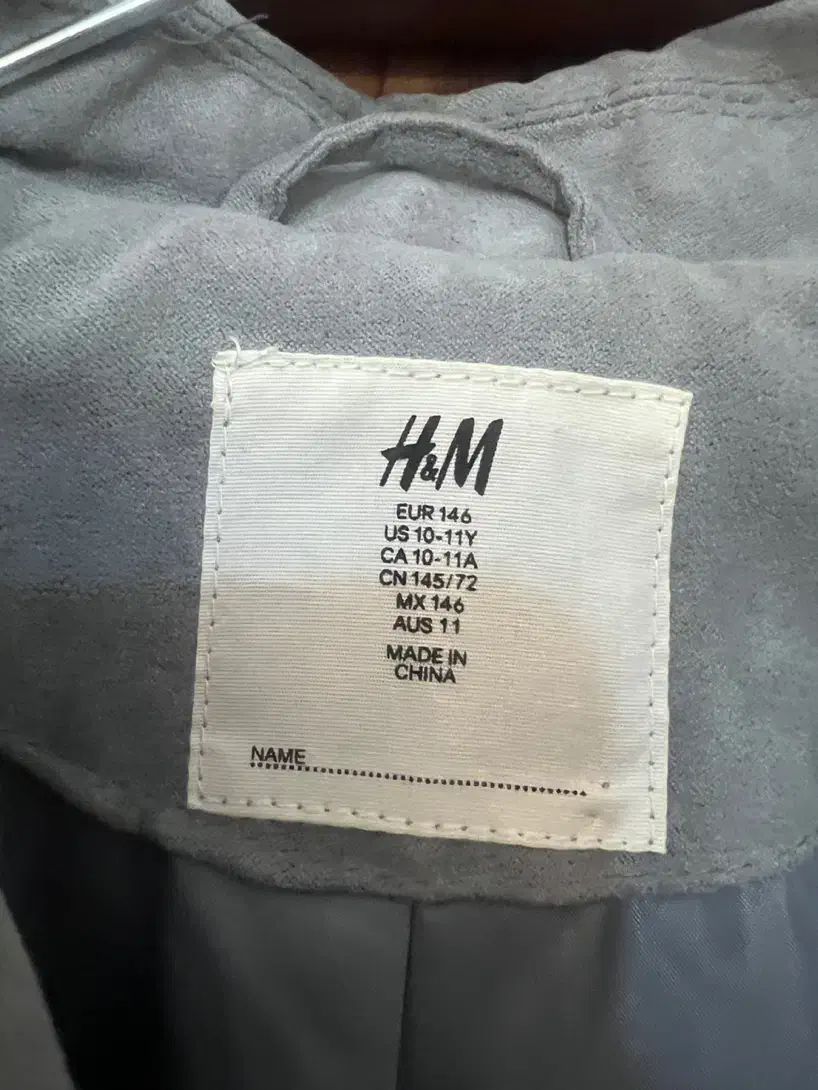 H&M
EUR 146
US 10-11Y
CA 10-11A
CN 145/72
MX 146
AUS 11
MADE IN
CHINA
NAME